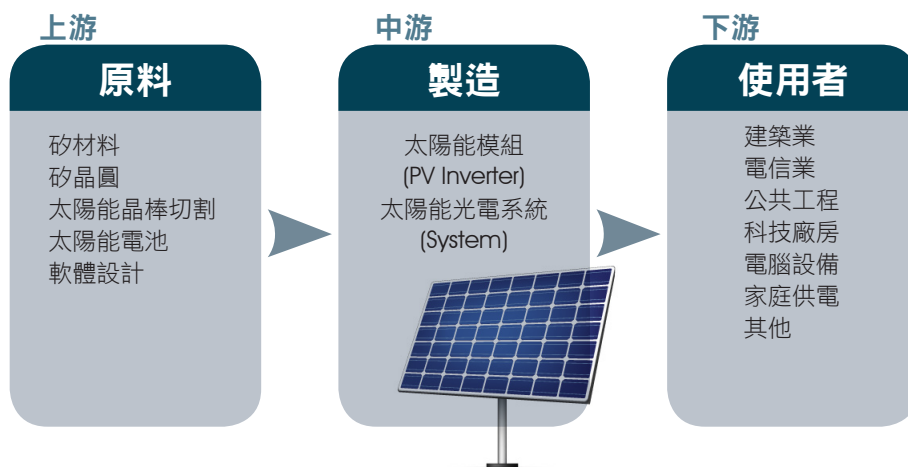 上游
原料
矽材料
矽晶圓
太陽能晶棒切割
太陽能電池
軟體設計
中游
製造
太陽能模組
(PV Inverter)
太陽能光電系統
(System)
下游
使用者
建築業
電信業
公共工程
科技廠房
電腦設備
家庭供電
其他